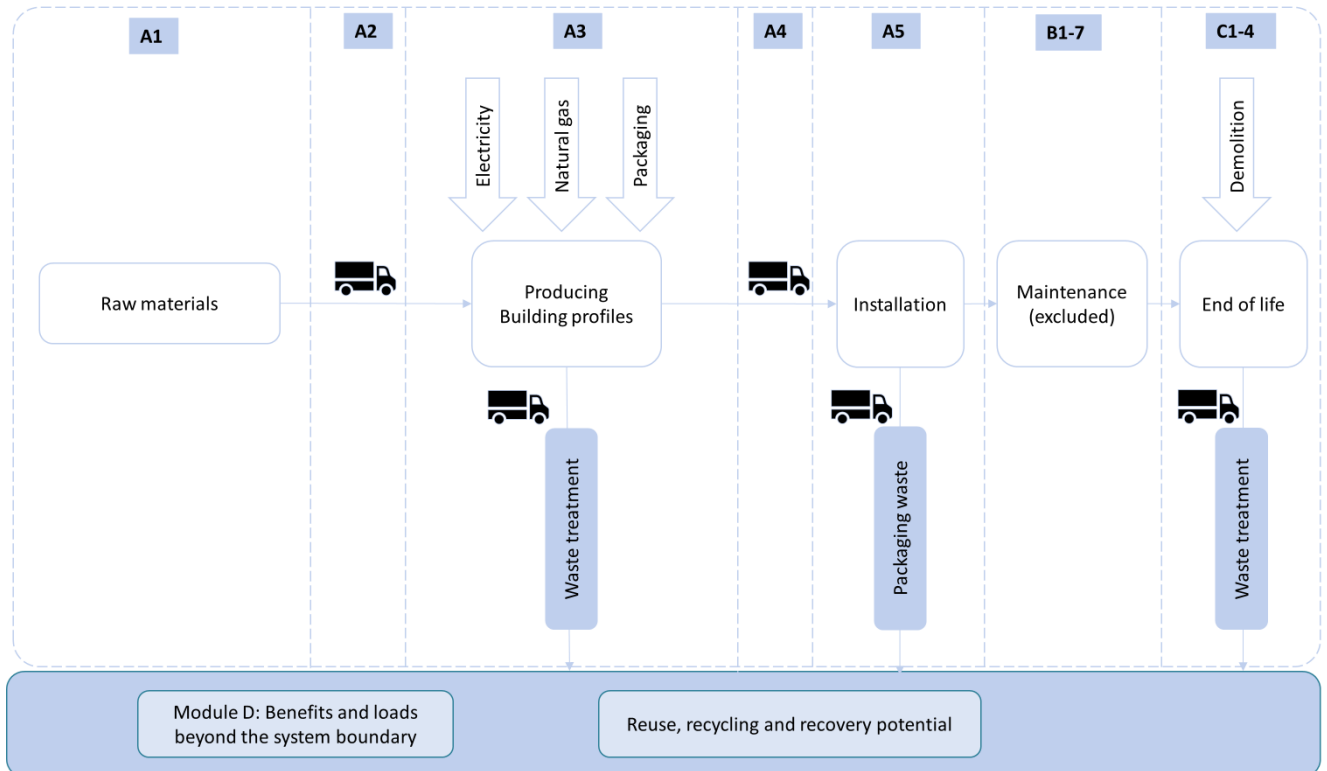 A1
A2
A3
A4
A5
B1-7
C1-4
Electricity
Natural gas
Packaging
Demolition
Raw materials
Producing
Building profiles
Installation
Maintenance
(excluded)
End of life
Waste treatment
Packaging waste
Waste treatment
Module D: Benefits and loads
beyond the system boundary
Reuse, recycling and recovery potential